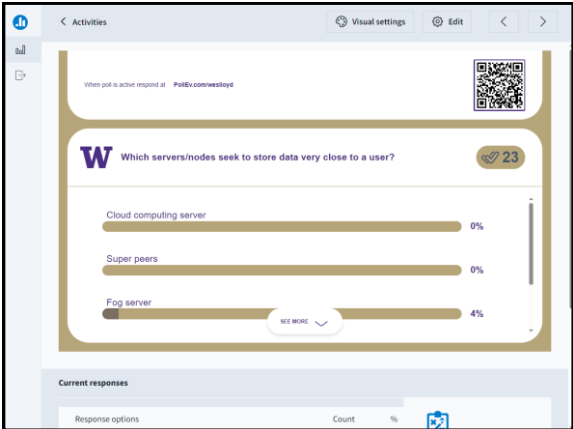 Activities
Visual settings
Edit
When poll is active respond at PollEv.com/weslloyd
W
Which servers/nodes seek to store data very close to a user?
23
Cloud computing server
0%
Super peers
0%
Fog server
4%
SEE MORE
Current responses
Response options Count %